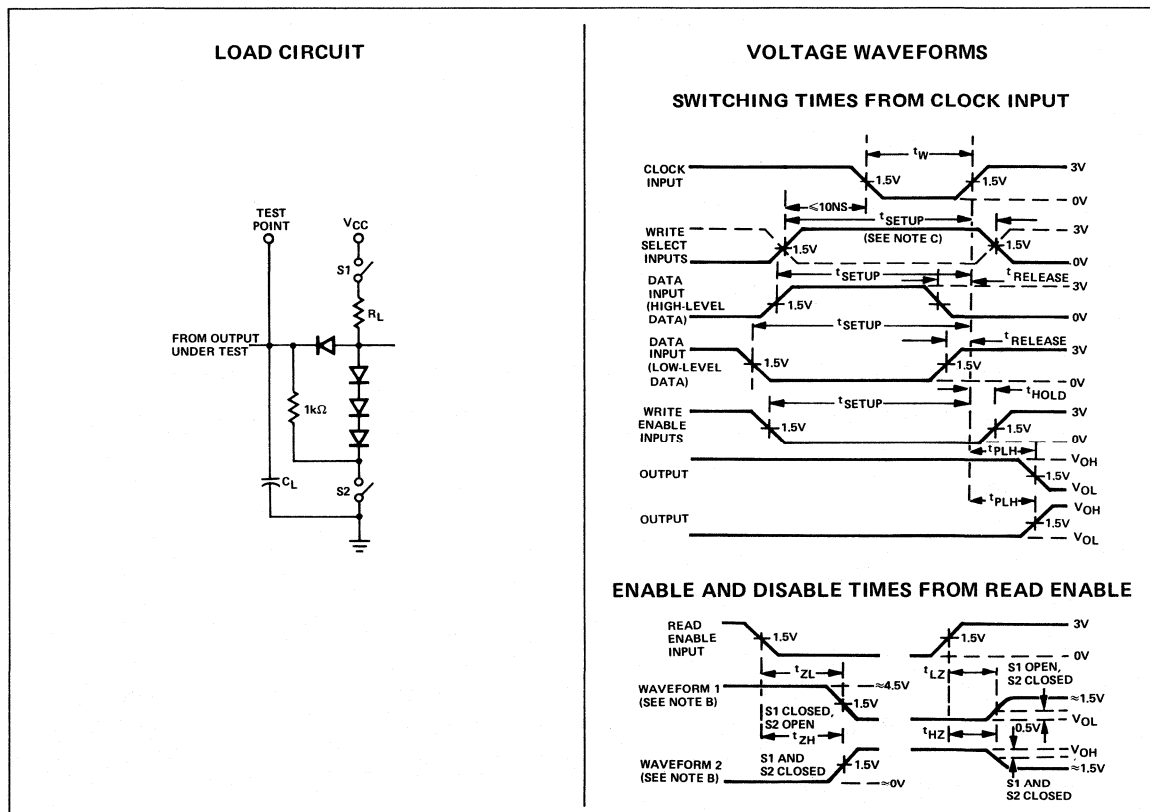 LOAD CIRCUIT
TEST
POINT
VCC
S1
RL
FROM OUTPUT
UNDER TEST
1kΩ
CL
S2
VOLTAGE WAVEFORMS
SWITCHING TIMES FROM CLOCK INPUT
CLOCK
INPUT
tW
1.5V
1.5V
3V
0V
≤10NS
tSETUP
(SEE NOTE C)
WRITE
SELECT
INPUTS
1.5V
1.5V
3V
0V
DATA
INPUT
(HIGH-LEVEL
DATA)
tSETUP
tRELEASE
1.5V
3V
0V
DATA
INPUT
(LOW-LEVEL
DATA)
tSETUP
tRELEASE
1.5V
1.5V
3V
0V
WRITE
ENABLE
INPUTS
tSETUP
tHOLD
1.5V
1.5V
3V
0V
OUTPUT
tPLH
1.5V
VOH
VOL
OUTPUT
tPLH
1.5V
VOH
VOL
ENABLE AND DISABLE TIMES FROM READ ENABLE
READ
ENABLE
INPUT
1.5V
1.5V
3V
0V
WAVEFORM 1
(SEE NOTE B)
tZL
≈4.5V
1.5V
S1 CLOSED,
S2 OPEN
tLZ
S1 OPEN,
S2 CLOSED
≈1.5V
VOL
0.5V
WAVEFORM 2
(SEE NOTE B)
tZH
S1 AND
S2 CLOSED
1.5V
≈0V
tHZ
VOH
≈1.5V
S1 AND
S2 CLOSED